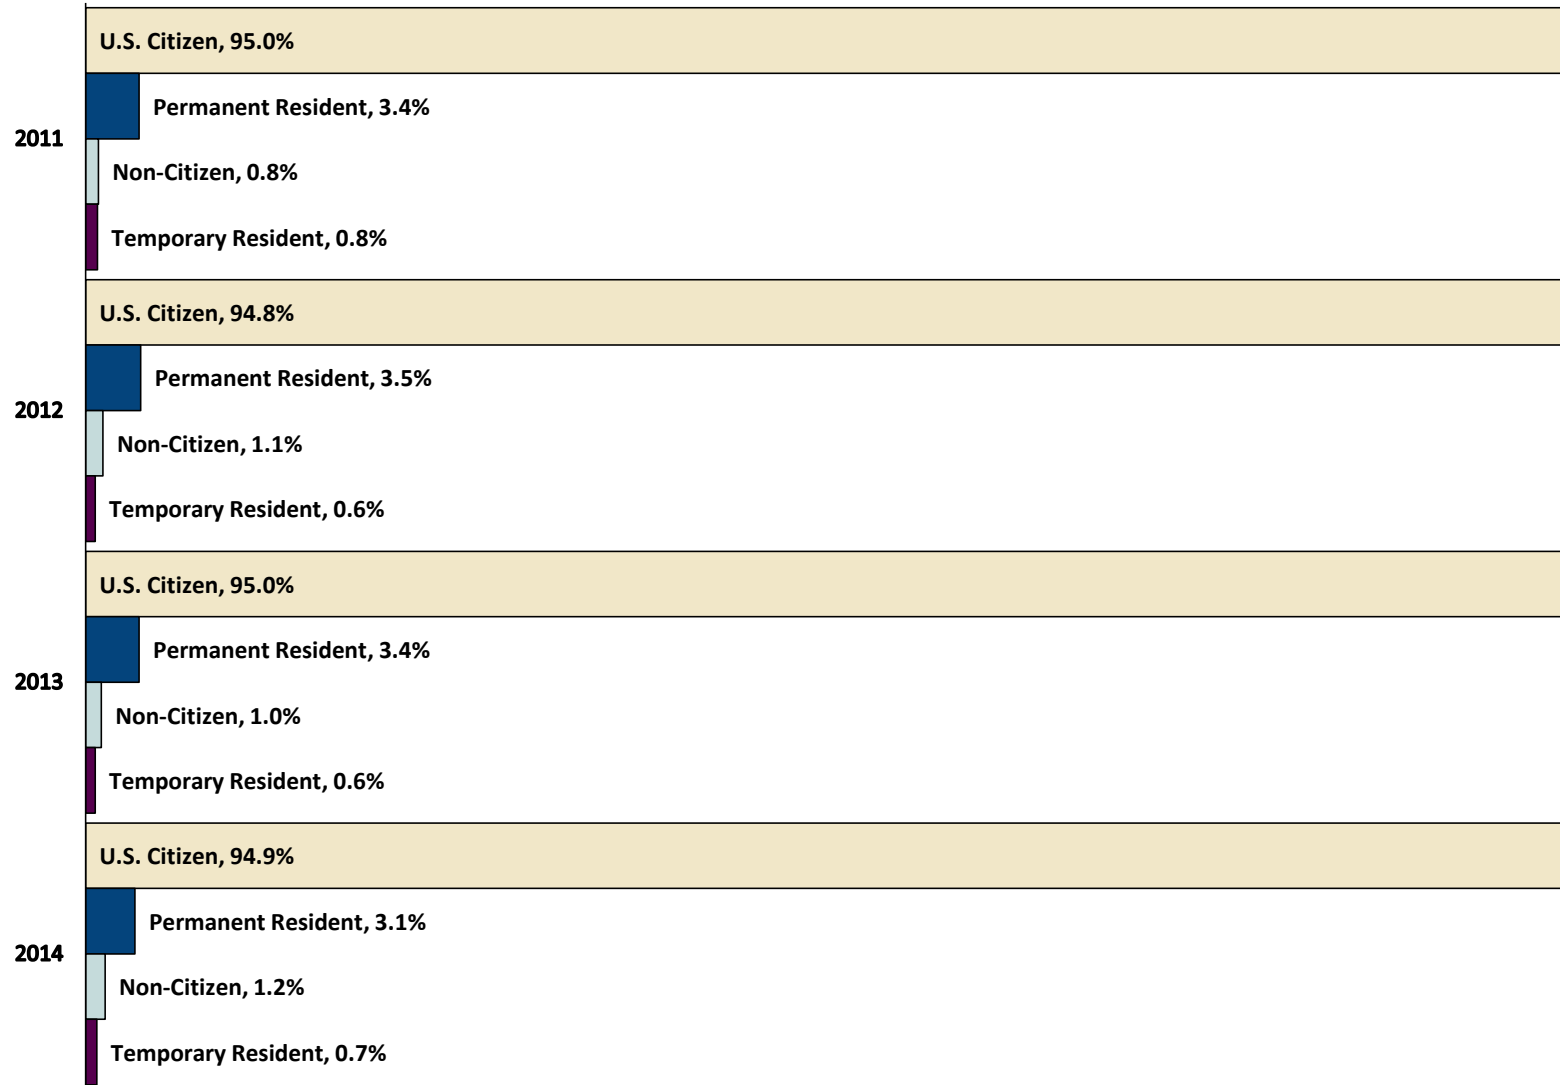 U.S. Citizen, 95.0%
Permanent Resident, 3.4%
2011
Non-Citizen, 0.8%
Temporary Resident, 0.8%
U.S. Citizen, 94.8%
Permanent Resident, 3.5%
2012
Non-Citizen, 1.1%
Temporary Resident, 0.6%
U.S. Citizen, 95.0%
Permanent Resident, 3.4%
2013
Non-Citizen, 1.0%
Temporary Resident, 0.6%
U.S. Citizen, 94.9%
Permanent Resident, 3.1%
2014
Non-Citizen, 1.2%
Temporary Resident, 0.7%